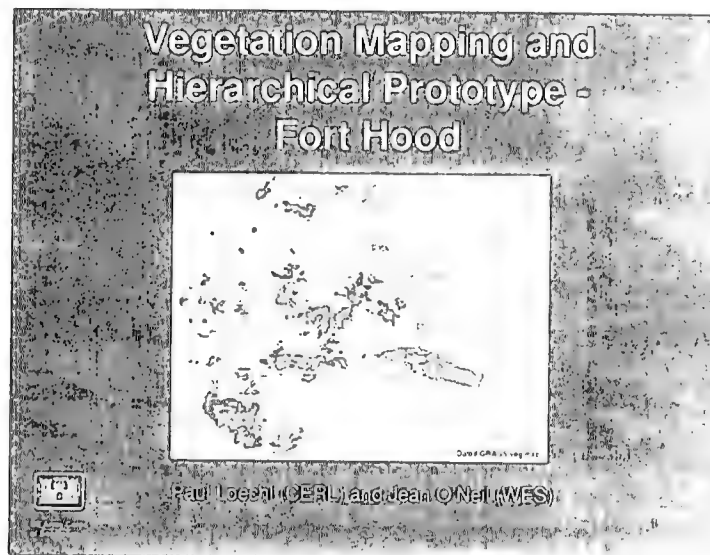 Vegetation Mapping and
Hierarchical Prototype -
Fort Hood
Paul Loechl (CERL) and Jean O'Neil (WES)